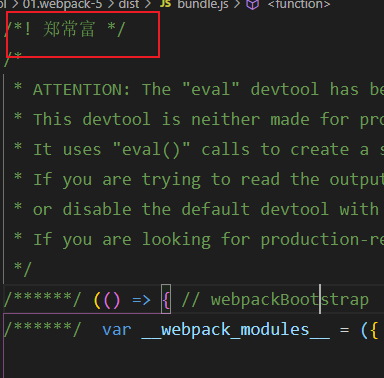 01.webpack-5 > dist > JS bundle.js > <function>
/*! 郑常富 */
/*
* ATTENTION: The "eval" devtool has be
* This devtool is neither made for pro
* It uses "eval()" calls to create a s
* If you are trying to read the output
* or disable the default devtool with
* If you are looking for production-re
*/
/******/ (() => { // webpackBootstrap
/******/  var __webpack_modules__ = ({